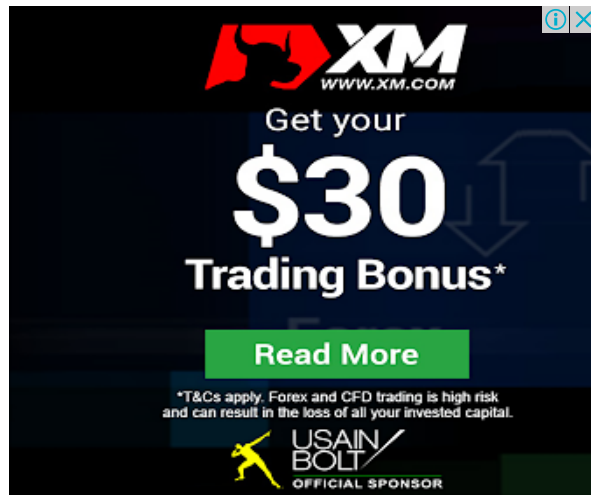 XM
WWW.XM.COM
Get your
$30
Trading Bonus*
Forex
Read More
*T&Cs apply. Forex and CFD trading is high risk
and can result in the loss of all your invested capital.
USAIN
BOLT
OFFICIAL SPONSOR